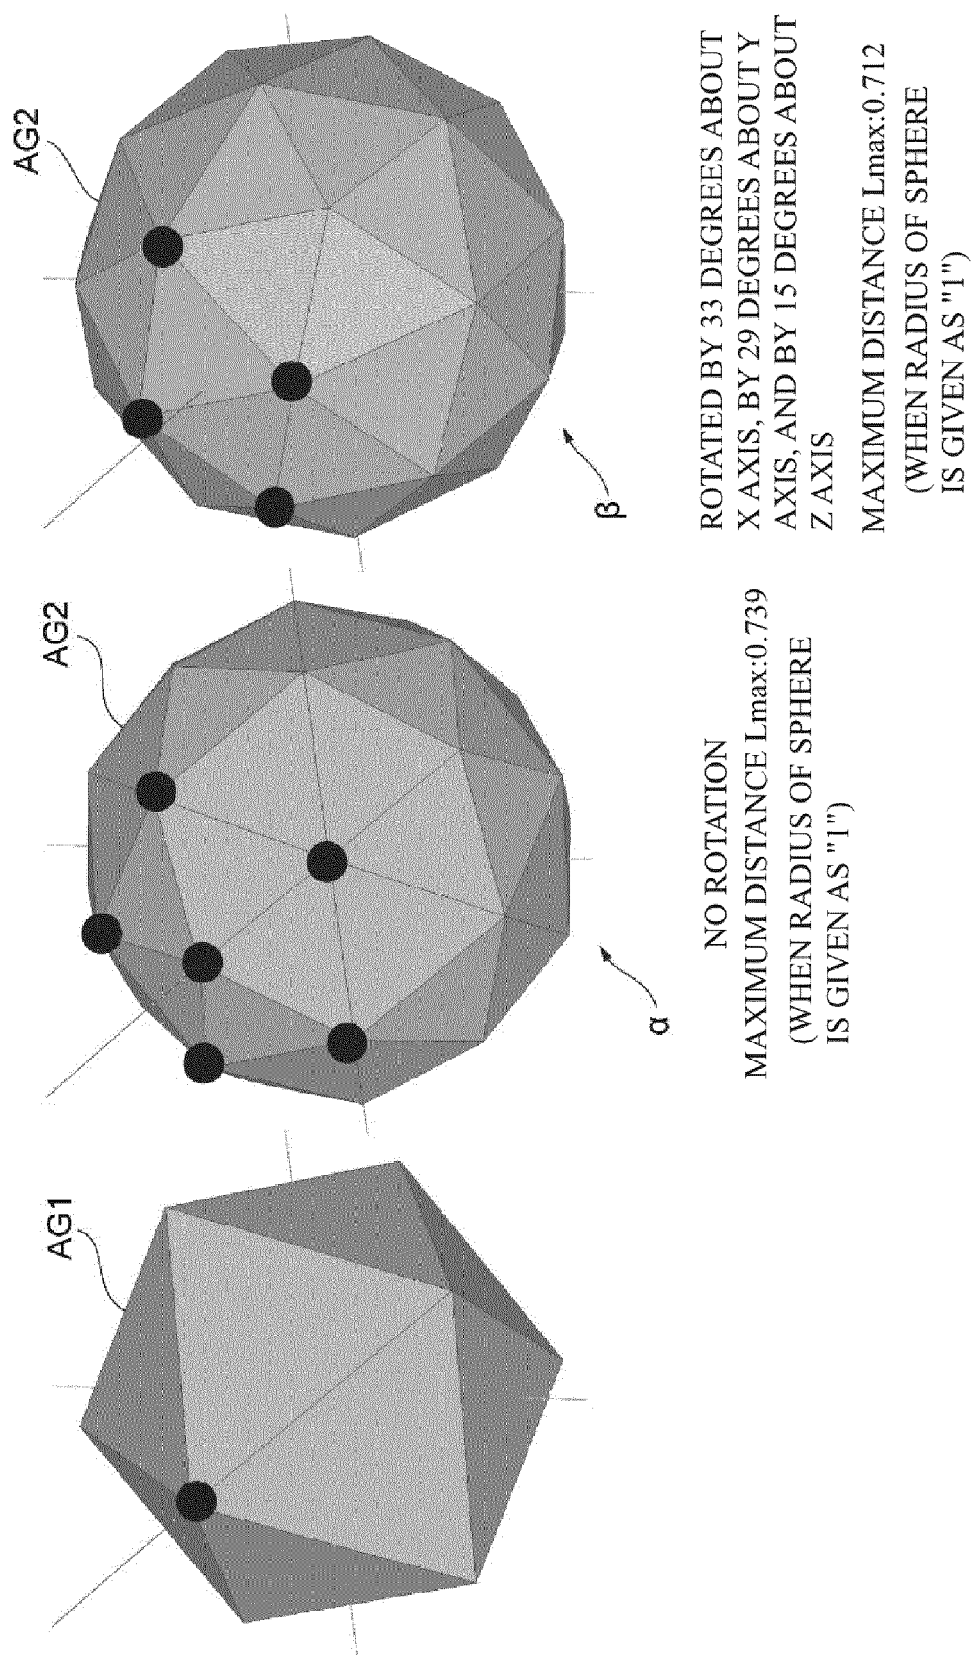 AG1
AG2
α
NO ROTATION
MAXIMUM DISTANCE Lmax:0.739
(WHEN RADIUS OF SPHERE
IS GIVEN AS "1")
AG2
β
ROTATED BY 33 DEGREES ABOUT
X AXIS, BY 29 DEGREES ABOUT Y
AXIS, AND BY 15 DEGREES ABOUT
Z AXIS
MAXIMUM DISTANCE Lmax:0.712
(WHEN RADIUS OF SPHERE
IS GIVEN AS "1")